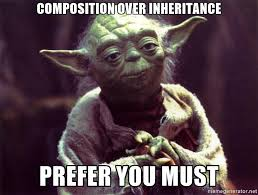 COMPOSITION OVER INHERITANCE
PREFER YOU MUST
memegenerator.net